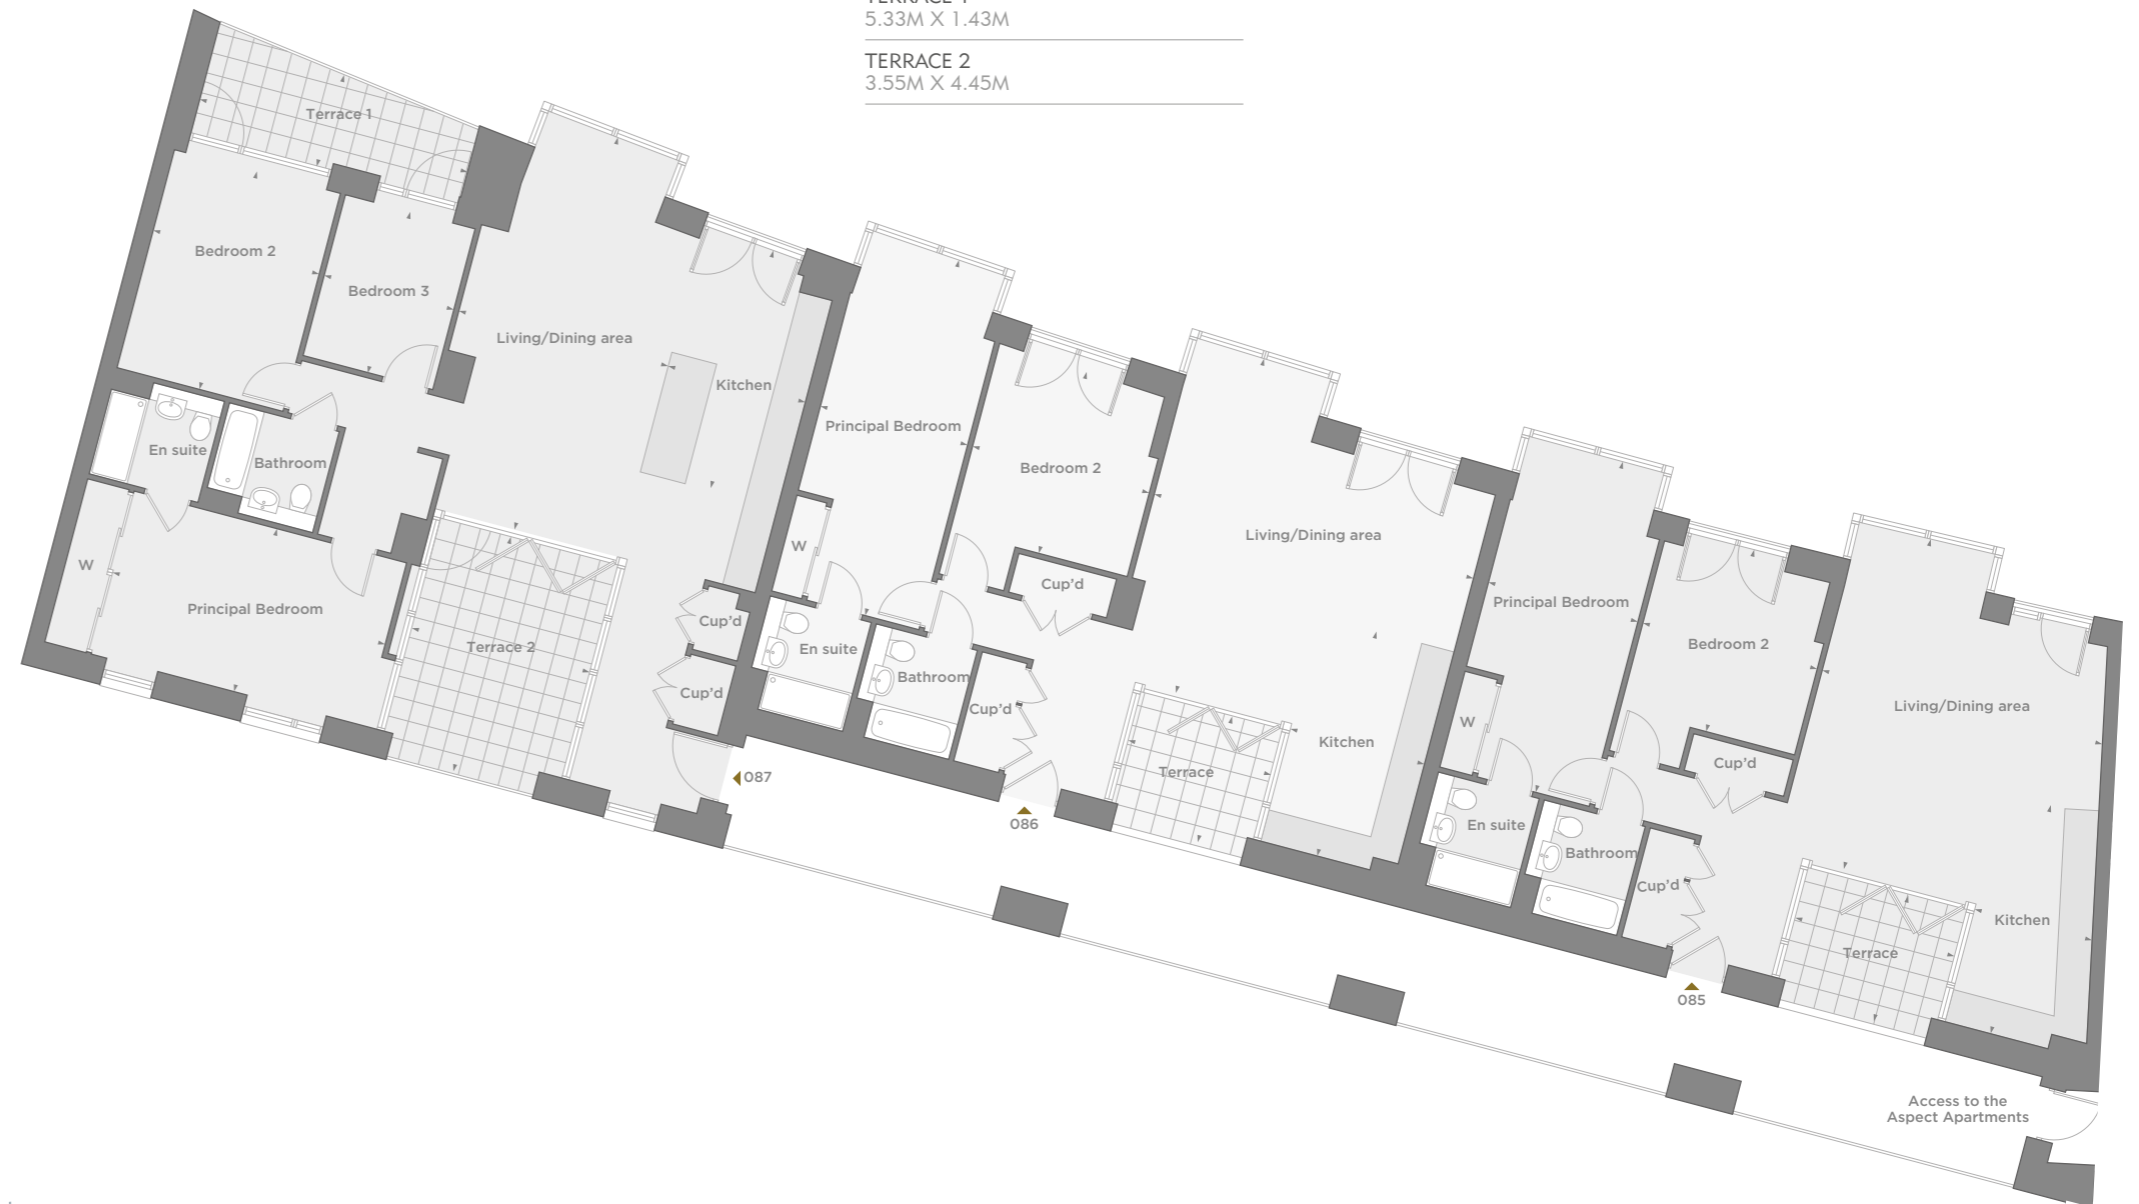 TERRACE 1
5.33M X 1.43M
TERRACE 2
3.55M X 4.45M
Terrace 1
Bedroom 2
Bedroom 3
Living/Dining area
Kitchen
En suite
Bathroom
W
Principal Bedroom
Terrace 2
Cup'd
Cup'd
087
Principal Bedroom
Bedroom 2
W
Cup'd
En suite
Bathroom
Cup'd
Living/Dining area
Kitchen
Terrace
086
Principal Bedroom
Bedroom 2
W
Cup'd
En suite
Bathroom
Cup'd
Living/Dining area
Kitchen
Terrace
085
Access to the
Aspect Apartments